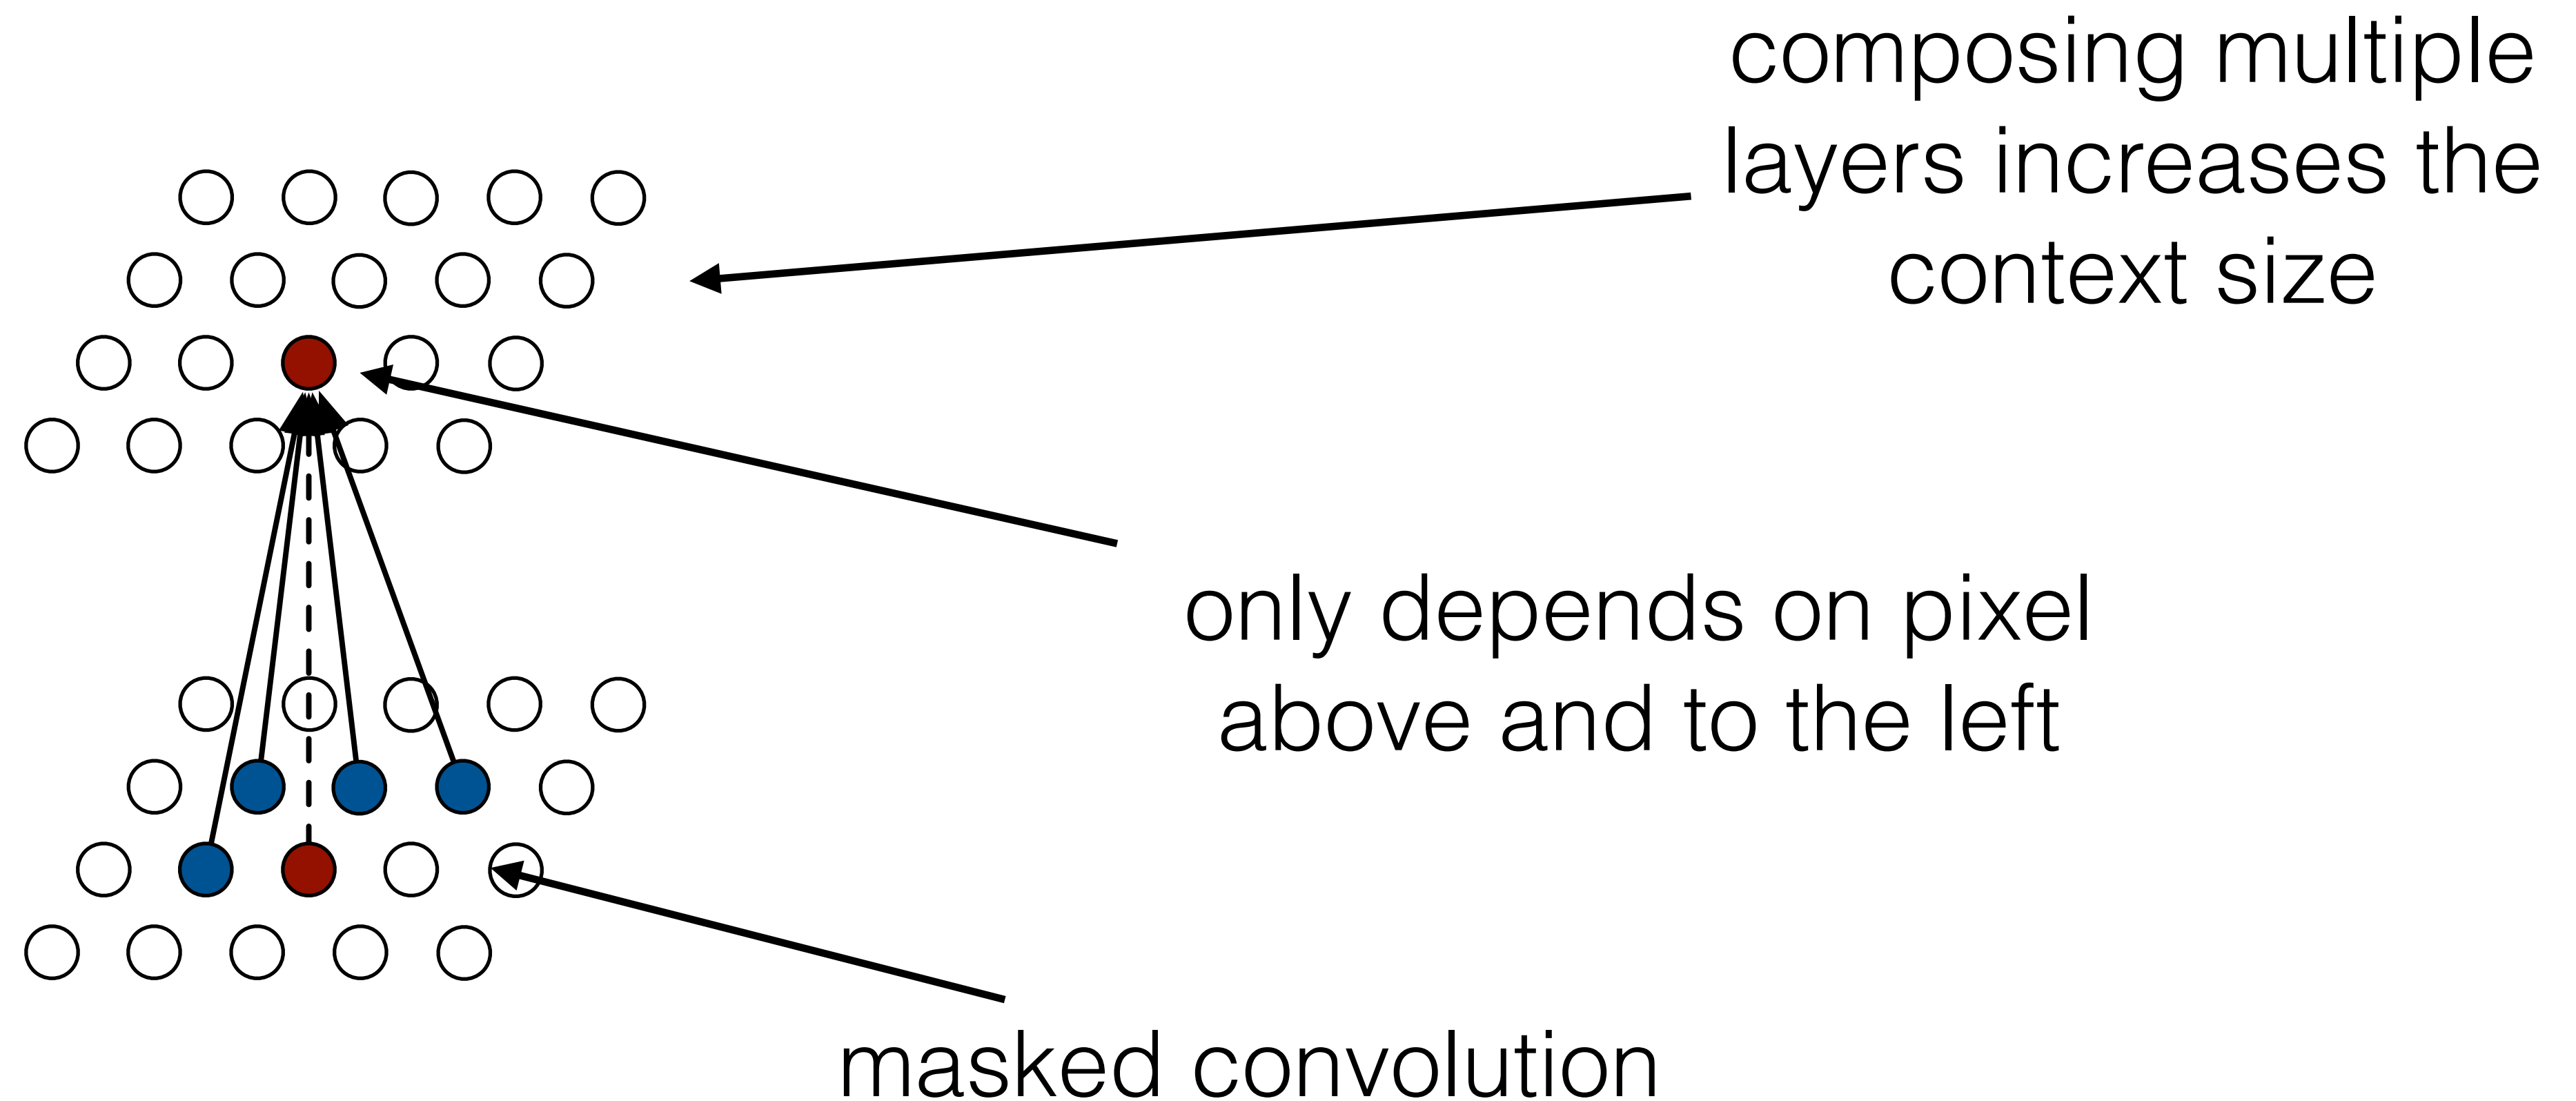 composing multiple
layers increases the
context size
only depends on pixel
above and to the left
masked convolution